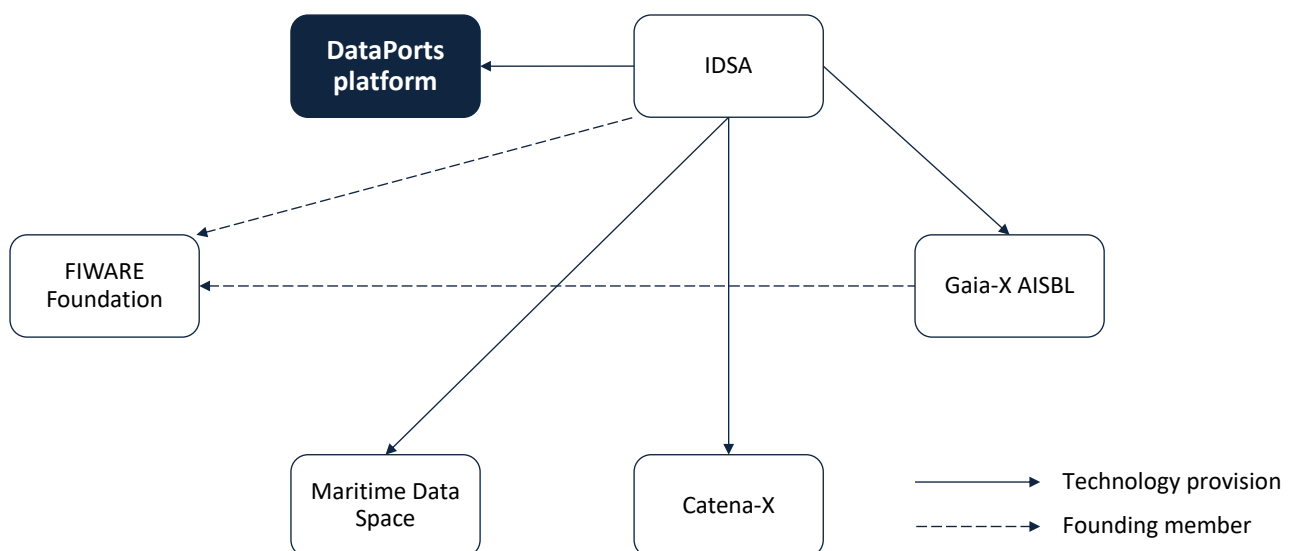 DataPorts
platform
IDSA
FIWARE
Foundation
Gaia-X AISBL
Maritime Data
Space
Catena-X
Technology provision
Founding member